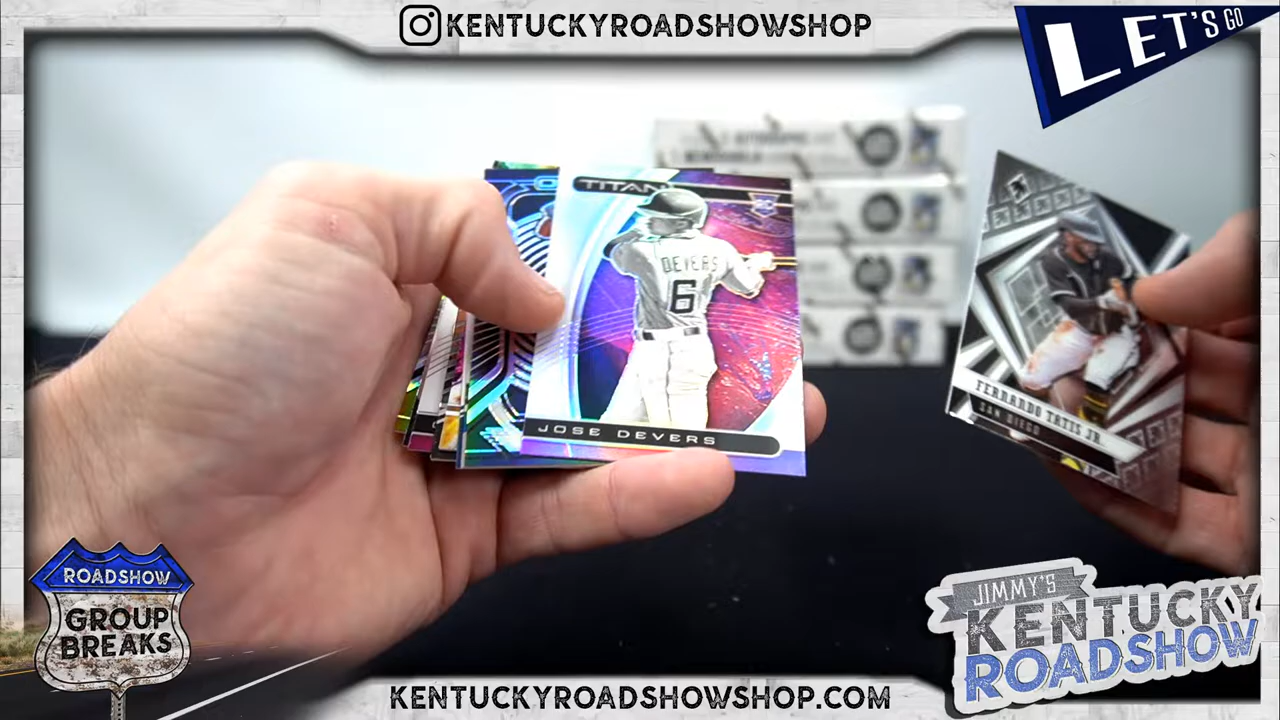 KENTUCKYROADSHOWSHOP
LET'S GO
TITAN
DEVERS
6
JOSE DEVERS
FERNANDO TATIS JR.
SAN DIEGO
ROADSHOW
GROUP
BREAKS
JIMMY'S
KENTUCKY
ROADSHOW
KENTUCKYROADSHOWSHOP.COM